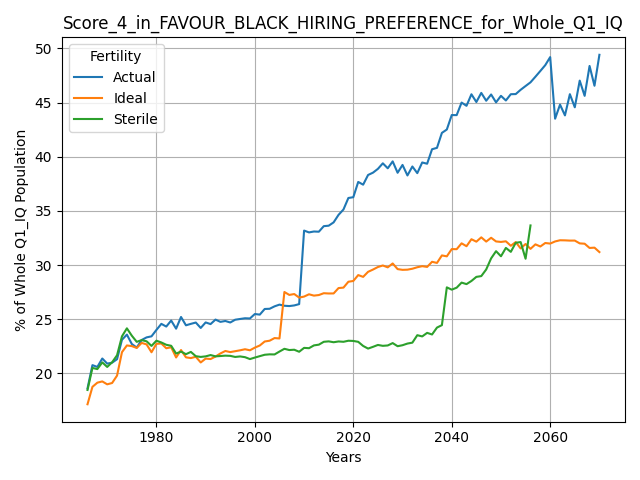 Score_4_in_FAVOUR_BLACK_HIRING_PREFERENCE_for_Whole_Q1_IQ
Fertility
Actual
Ideal
Sterile
% of Whole Q1_IQ Population
50
45
40
35
30
25
20
1980 2000 2020 2040 2060
Years